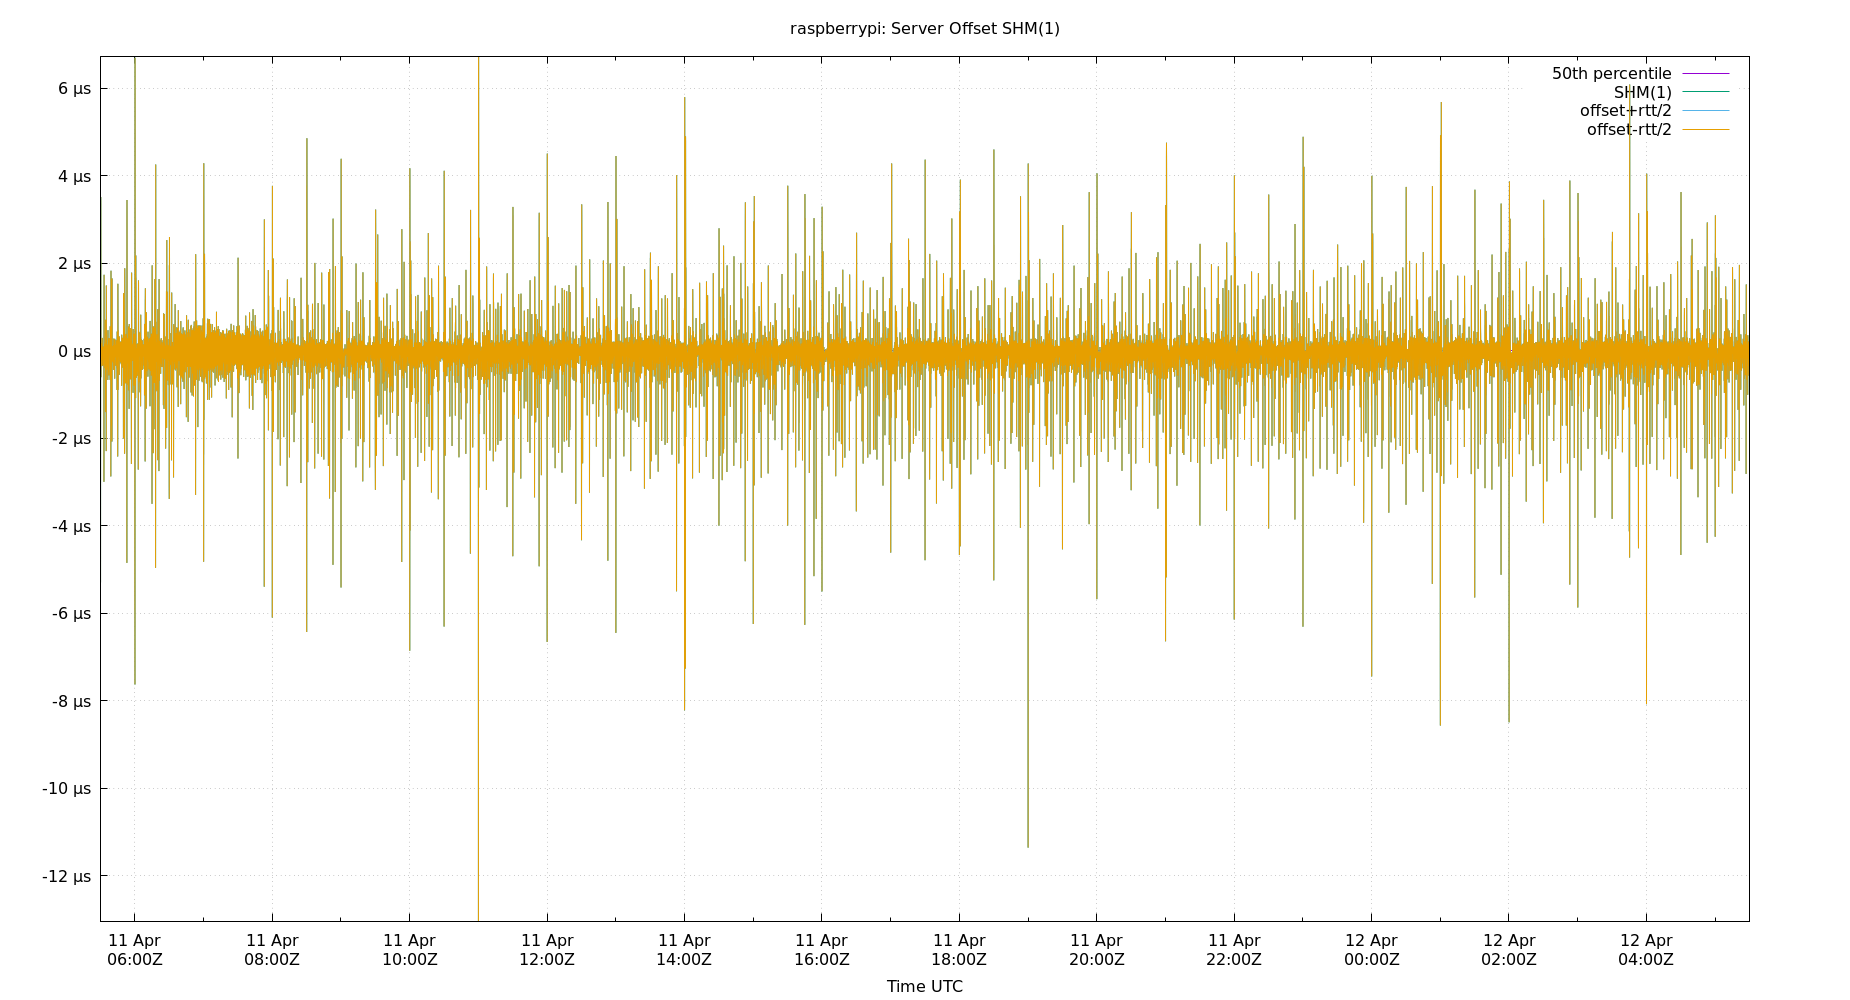 raspberrypi: Server Offset SHM(1)
50th percentile
SHM(1)
offset+rtt/2
offset-rtt/2
6 µs
4 µs
2 µs
0 µs
-2 µs
-4 µs
-6 µs
-8 µs
-10 µs
-12 µs
11 Apr 11 Apr 11 Apr 11 Apr 11 Apr 11 Apr 11 Apr 11 Apr 11 Apr 12 Apr 12 Apr 12 Apr
06:00Z 08:00Z 10:00Z 12:00Z 14:00Z 16:00Z 18:00Z 20:00Z 22:00Z 00:00Z 02:00Z 04:00Z
Time UTC